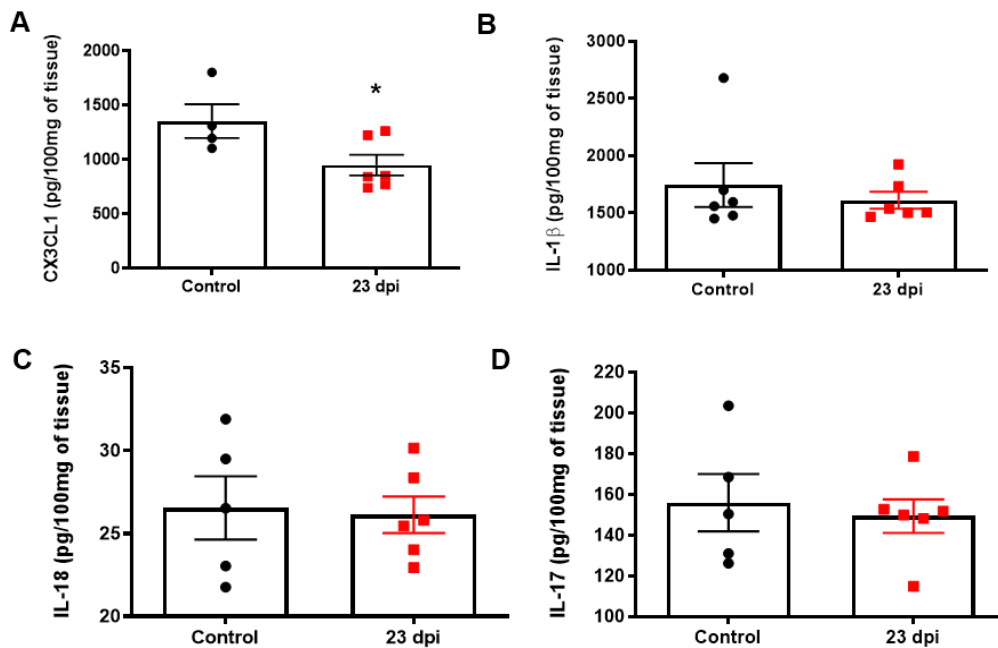 A
CX3CL1 (pg/100mg of tissue)
2000
1500
1000
500
0
*
Control
23 dpi
B
IL-1β (pg/100mg of tissue)
3000
2500
2000
1500
1000
Control
23 dpi
C
IL-18 (pg/100mg of tissue)
35
30
25
20
Control
23 dpi
D
IL-17 (pg/100mg of tissue)
220
200
180
160
140
120
100
Control
23 dpi